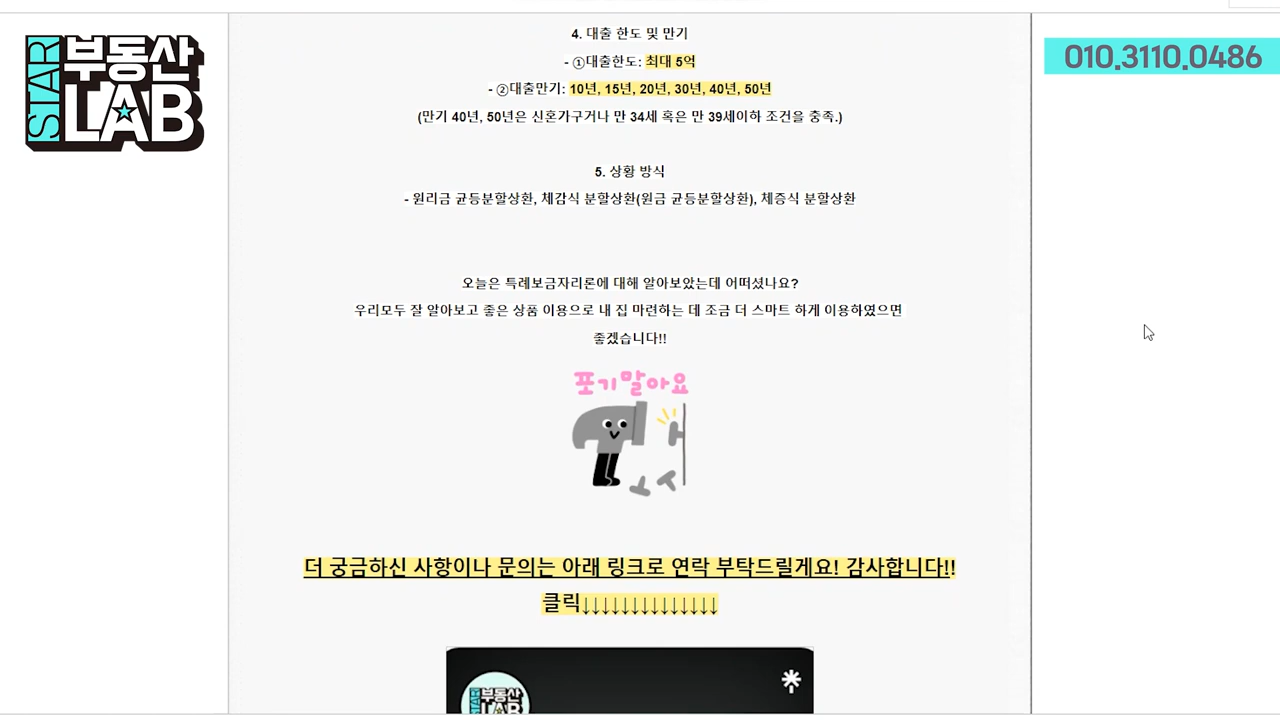 STAR
부동산
LAB
010.3110.0486
4. 대출 한도 및 만기
- ①대출한도: 최대 5억
- ②대출만기: 10년, 15년, 20년, 30년, 40년, 50년
(만기 40년, 50년은 신혼가구거나 만 34세 혹은 만 39세이하 조건을 충족.)
5. 상황 방식
- 원리금 균등분할상환, 체감식 분할상환(원금 균등분할상환), 체증식 분할상환
오늘은 특례보금자리론에 대해 알아보았는데 어떠셨나요?
우리모두 잘 알아보고 좋은 상품 이용으로 내 집 마련하는 데 조금 더 스마트 하게 이용하였으면
좋겠습니다!!
포기말아요
더 궁금하신 사항이나 문의는 아래 링크로 연락 부탁드릴게요! 감사합니다!!
클릭↓↓↓↓↓↓↓↓↓↓↓↓↓↓
STAR
부동산
LAB